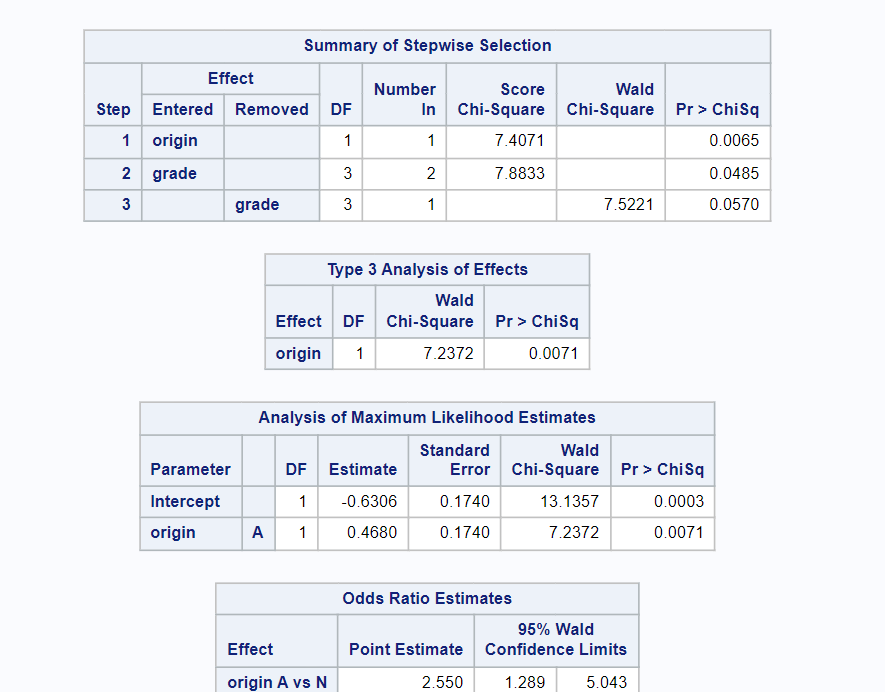 Summary of Stepwise Selection
Effect
Number Score Wald
Step Entered Removed DF In Chi-Square Chi-Square Pr > ChiSq
1 origin 1 1 7.4071 0.0065
2 grade 3 2 7.8833 0.0485
3 grade 3 1 7.5221 0.0570
Type 3 Analysis of Effects
Wald
Effect DF Chi-Square Pr > ChiSq
origin 1 7.2372 0.0071
Analysis of Maximum Likelihood Estimates
Standard Wald
Parameter DF Estimate Error Chi-Square Pr > ChiSq
Intercept 1 -0.6306 0.1740 13.1357 0.0003
origin A 1 0.4680 0.1740 7.2372 0.0071
Odds Ratio Estimates
95% Wald
Effect Point Estimate Confidence Limits
origin A vs N 2.550 1.289 5.043